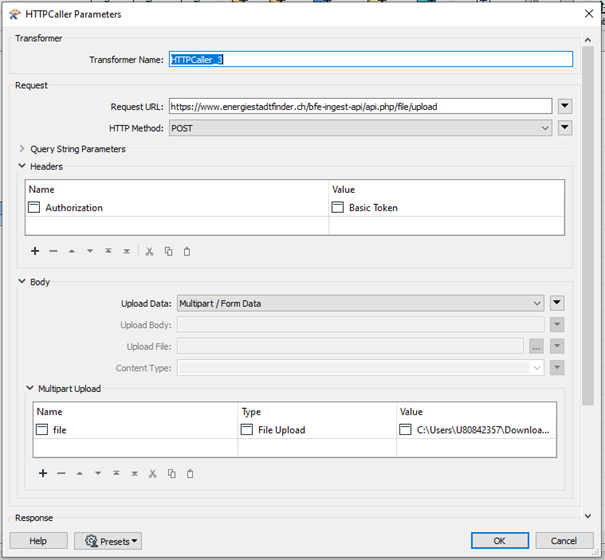 HTTPCaller Parameters
Transformer
Transformer Name: HTTPCaller_3
Request
Request URL: https://www.energiestadtfinder.ch/bfe-ingest-api/api.php/file/upload
HTTP Method: POST
Query String Parameters
Headers
Name Value
Authorization Basic Token
Body
Upload Data: Multipart / Form Data
Upload Body:
Upload File: ...
Content Type:
Multipart Upload
Name Type Value
file File Upload C:\Users\U80842357\Downloa...
Response
Help Presets OK Cancel